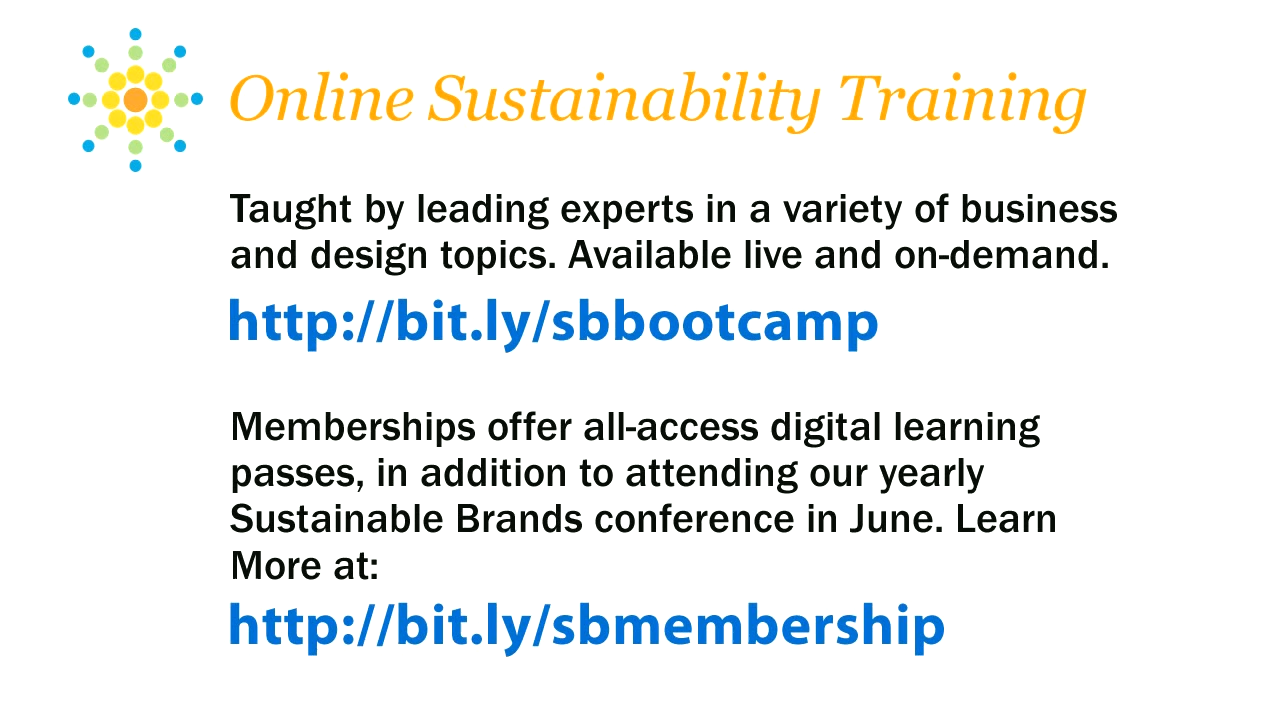 Online Sustainability Training
Taught by leading experts in a variety of business
and design topics. Available live and on-demand.
http://bit.ly/sbbootcamp
Memberships offer all-access digital learning
passes, in addition to attending our yearly
Sustainable Brands conference in June. Learn
More at:
http://bit.ly/sbmembership